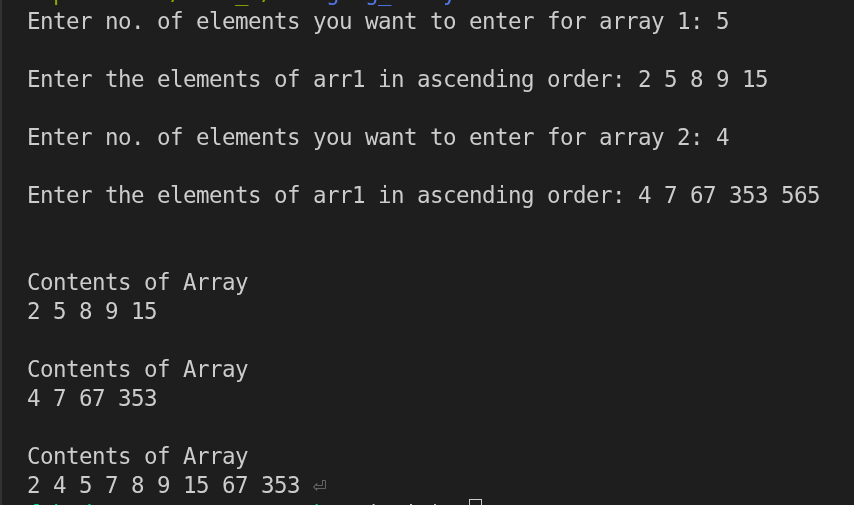 Enter no. of elements you want to enter for array 1: 5
Enter the elements of arr1 in ascending order: 2 5 8 9 15
Enter no. of elements you want to enter for array 2: 4
Enter the elements of arr1 in ascending order: 4 7 67 353 565
Contents of Array
2 5 8 9 15
Contents of Array
4 7 67 353
Contents of Array
2 4 5 7 8 9 15 67 353 ⏎